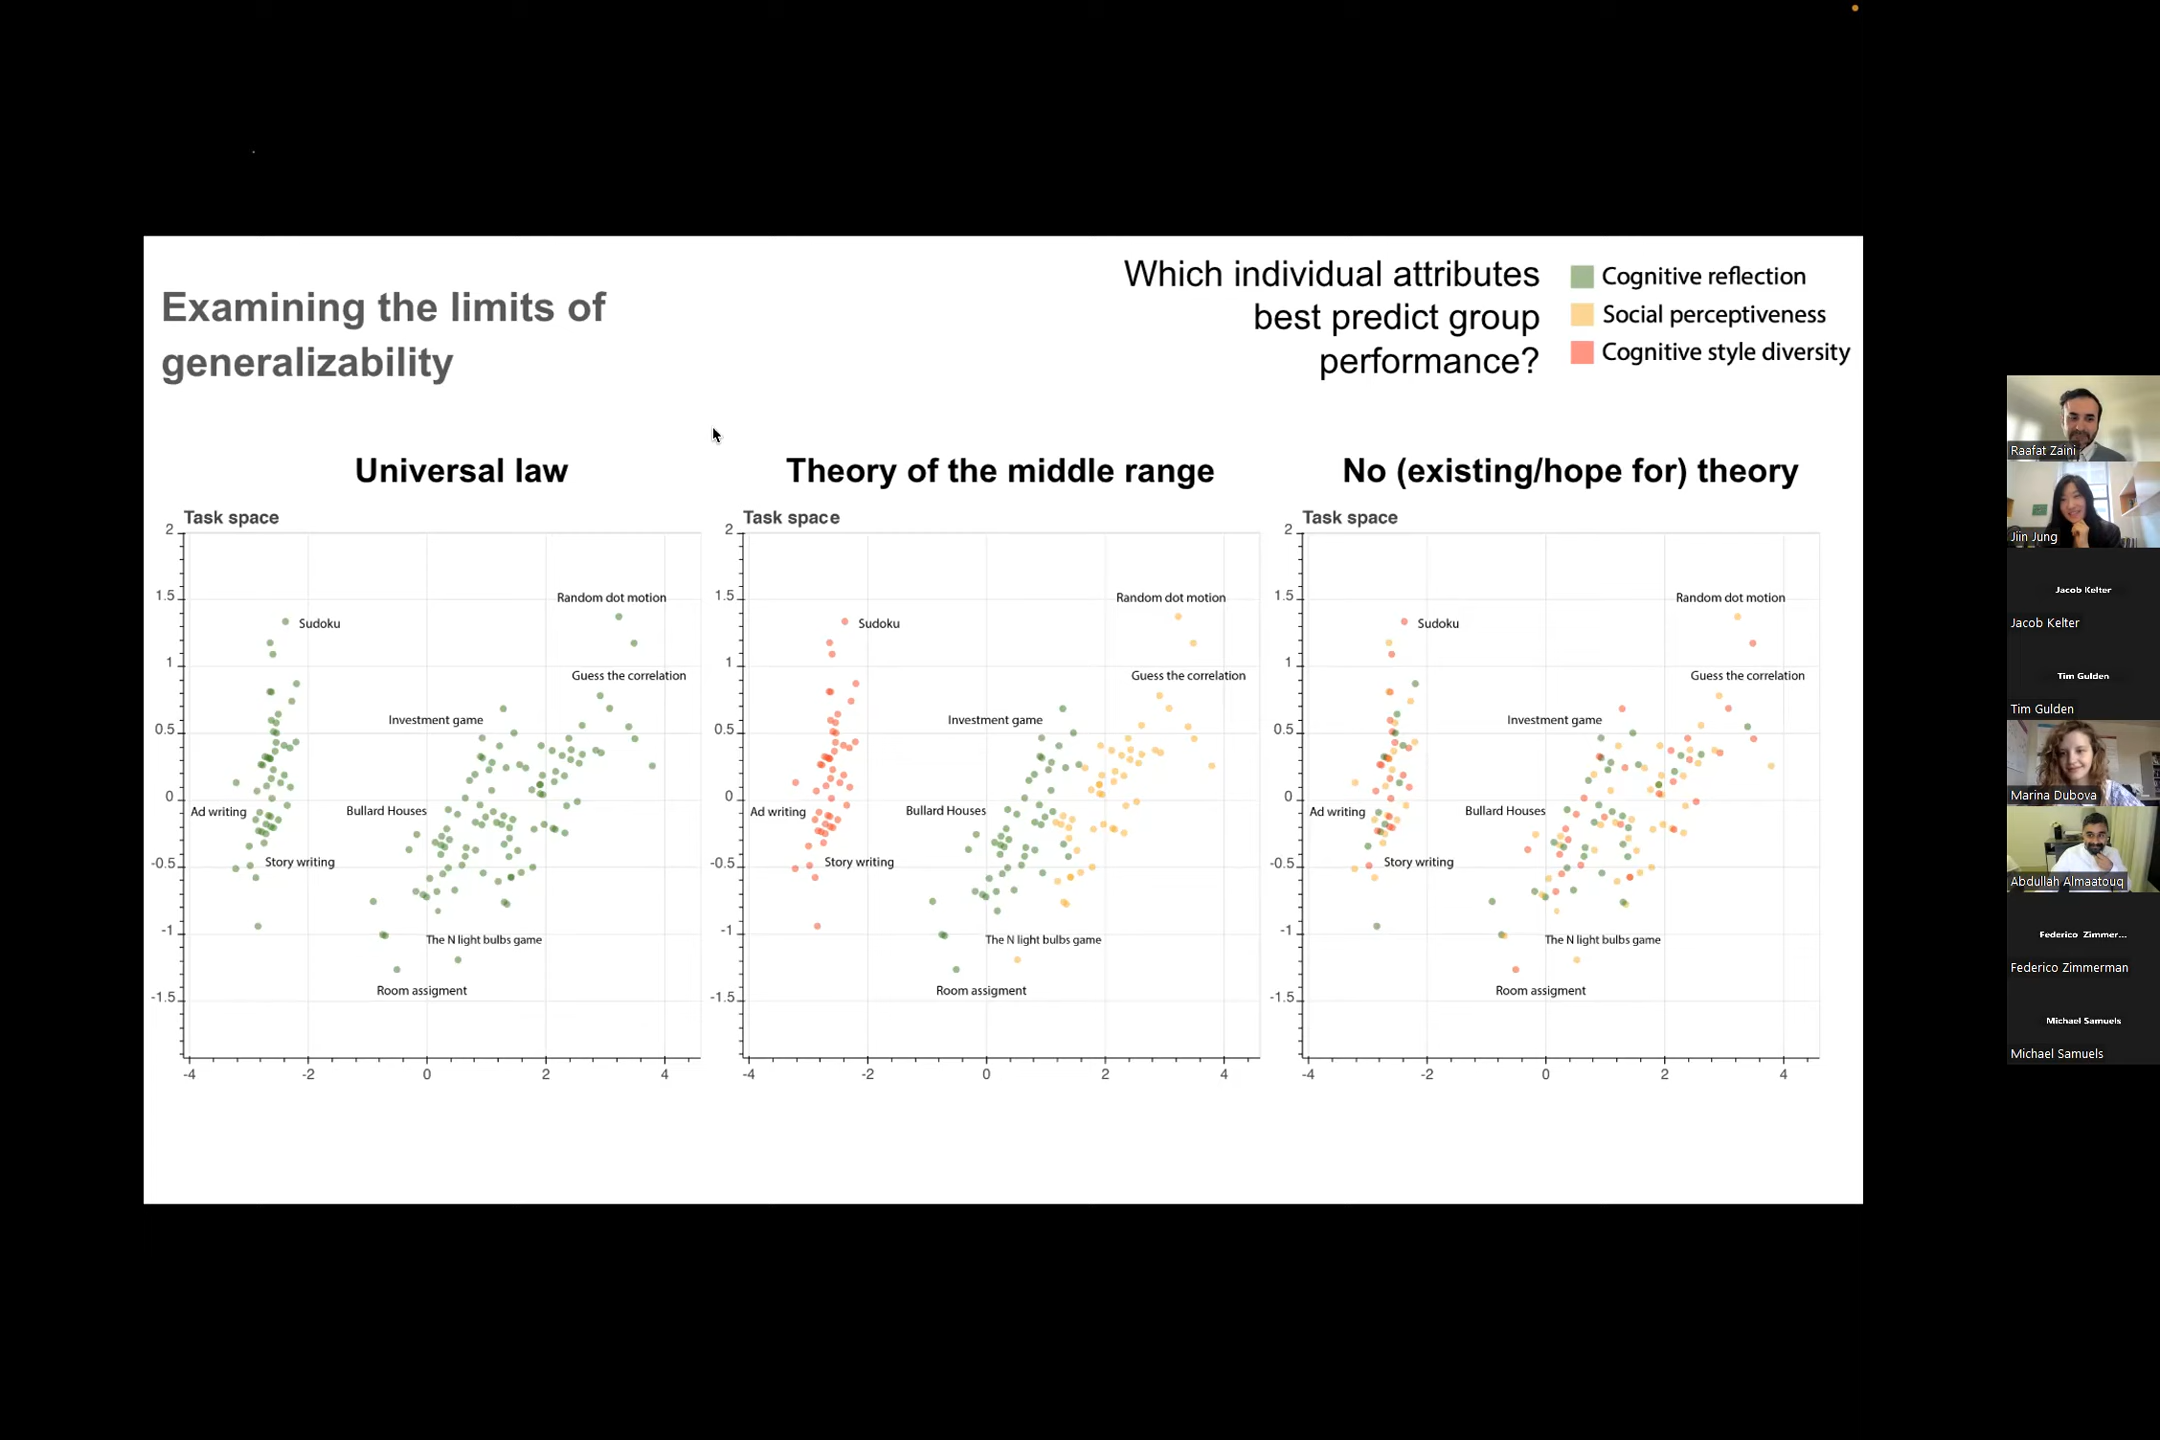 Examining the limits of
generalizability
Which individual attributes
best predict group
performance?
Cognitive reflection
Social perceptiveness
Cognitive style diversity
Universal law
Task space
2
1.5
1
0.5
0
-0.5
-1
-1.5
-4 -2 0 2 4
Random dot motion
Sudoku
Guess the correlation
Investment game
Ad writing
Bullard Houses
Story writing
The N light bulbs game
Room assigment
Theory of the middle range
Task space
2
1.5
1
0.5
0
-0.5
-1
-1.5
-4 -2 0 2 4
Random dot motion
Sudoku
Guess the correlation
Investment game
Ad writing
Bullard Houses
Story writing
The N light bulbs game
Room assigment
No (existing/hope for) theory
Task space
2
1.5
1
0.5
0
-0.5
-1
-1.5
-4 -2 0 2 4
Random dot motion
Sudoku
Guess the correlation
Investment game
Ad writing
Bullard Houses
Story writing
The N light bulbs game
Room assigment
Raafat Zaini
Jiin Jung
Jacob Kelter
Jacob Kelter
Tim Gulden
Tim Gulden
Marina Dubova
Abdullah Almaatouq
Federico Zimmer...
Federico Zimmerman
Michael Samuels
Michael Samuels